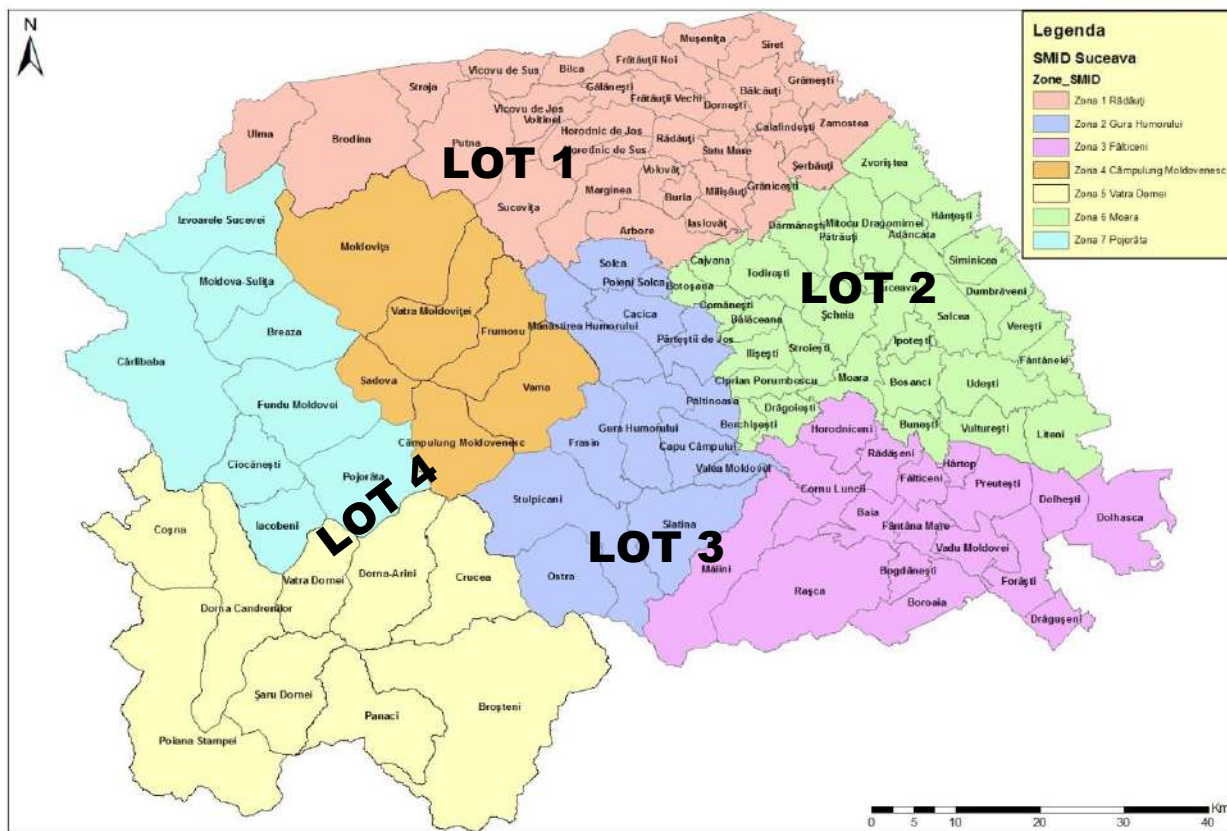 N
Legenda
SMID Suceava
Zone_SMID
Zona 1 Rădăuţi
Zona 2 Gura Humorului
Zona 3 Fălticeni
Zona 4 Câmpulung Moldovenesc
Zona 5 Vatra Dornei
Zona 6 Moara
Zona 7 Pojorâta
Muşeniţa
Siret
Vicovu de Sus
Bilca
Frătăuţii Noi
Straja
Gălăneşti
Frătăuţii Vechi
Bălcăuţi
Grămeşti
Vicovu de Jos
Dorneşti
Voitinel
Ulma
Brodina
Putna
Horodnic de Jos
Rădăuţi
Calafindeşti
Zamostea
LOT 1
Horodnic de Sus
Satu Mare
Zvoriştea
Volovăţ
Şerbăuţi
Marginea
Burla
Milişăuţi
Grăniceşti
Suceviţa
Izvoarele Sucevei
Iaslovăţ
Arbore
Dărmăneşti
Mitocu Dragomirnei
Hănţeşti
Pătrăuţi
Adâncata
Moldoviţa
Solca
Cajvana
Siminicea
Moldova-Suliţa
Poieni Solca
Botoşana
Todireşti
LOT 2
Suceava
Dumbrăveni
Vatra Moldoviţei
Cacica
Comăneşti
Frumosu
Mănăstirea Humorului
Bălăceana
Şcheia
Salcea
Vereşti
Breaza
Pârteştii de Jos
Ilişeşti
Stroieşti
Ipoteşti
Fântânele
Cârlibaba
Sadova
Vama
Ciprian Porumbescu
Moara
Bosanci
Udeşti
Fundu Moldovei
Păltinoasa
Drăgoieşti
Câmpulung Moldovenesc
Frasin
Gura Humorului
Berchişeşti
Horodniceni
Buneşti
Vultureşti
Liteni
Capu Câmpului
Ciocăneşti
Pojorâta
Valea Moldovei
Rădăşeni
Hârtop
LOT 4
Stulpicani
Cornu Luncii
Fălticeni
Preuteşti
Dolheşti
Dolhasca
Iacobeni
Slatina
Baia
Fântâna Mare
Coşna
LOT 3
Vadu Moldovei
Vatra Dornei
Dorna-Arini
Crucea
Ostra
Mălini
Bogdăneşti
Forăşti
Râşca
Boroaia
Dorna Candrenilor
Drăguşeni
Şaru Dornei
Panaci
Broşteni
Poiana Stampei
Km
0 5 10 20 30 40